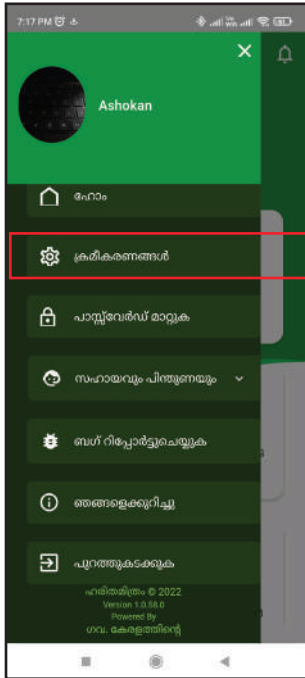 7:17 PM
Ashokan
ഹോം
ക്രമീകരണങ്ങൾ
പാസ്സ്‌വേർഡ് മാറ്റുക
സഹായവും പിന്തുണയും
ബഗ് റിപ്പോർട്ടുചെയ്യുക
ഞങ്ങളെക്കുറിച്ചു
പുറത്തുകടക്കുക
ഹരിതമിത്രം © 2022
Version 1.0.58.0
Powered By
ഗവ. കേരളത്തിന്റെ